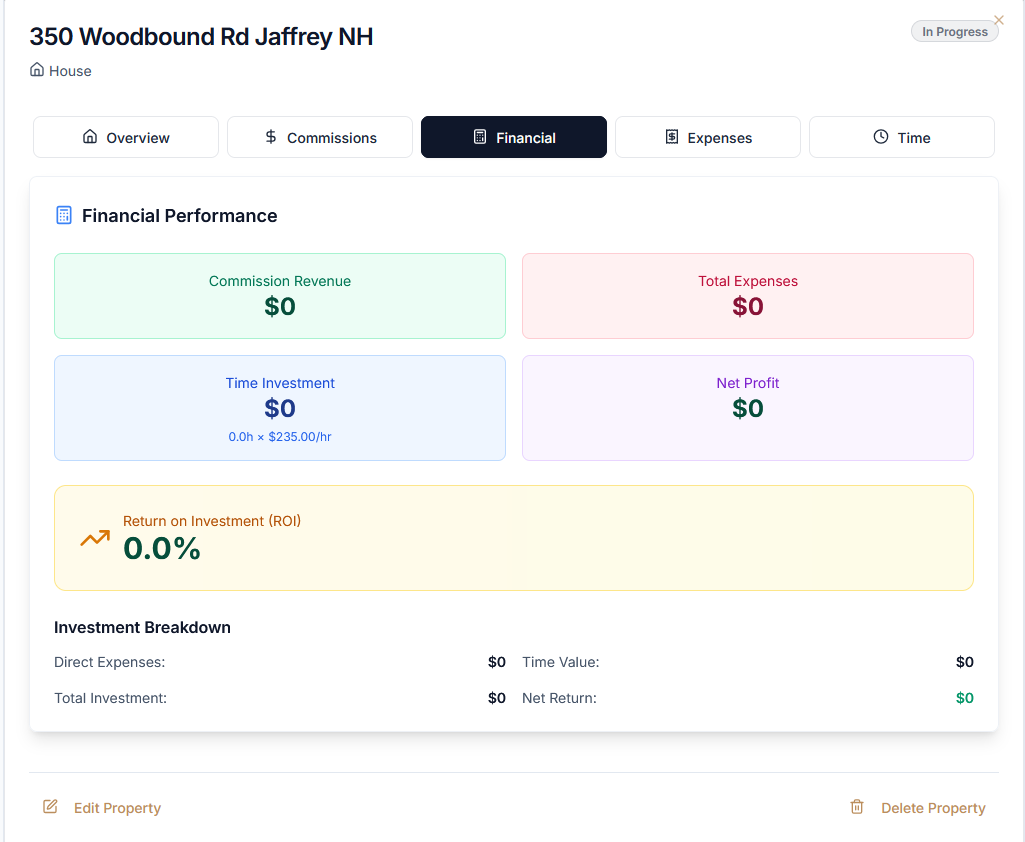 350 Woodbound Rd Jaffrey NH
In Progress
House
Overview
Commissions
Financial
Expenses
Time
Financial Performance
Commission Revenue
$0
Total Expenses
$0
Time Investment
$0
0.0h × $235.00/hr
Net Profit
$0
Return on Investment (ROI)
0.0%
Investment Breakdown
Direct Expenses: $0 Time Value: $0
Total Investment: $0 Net Return: $0
Edit Property
Delete Property